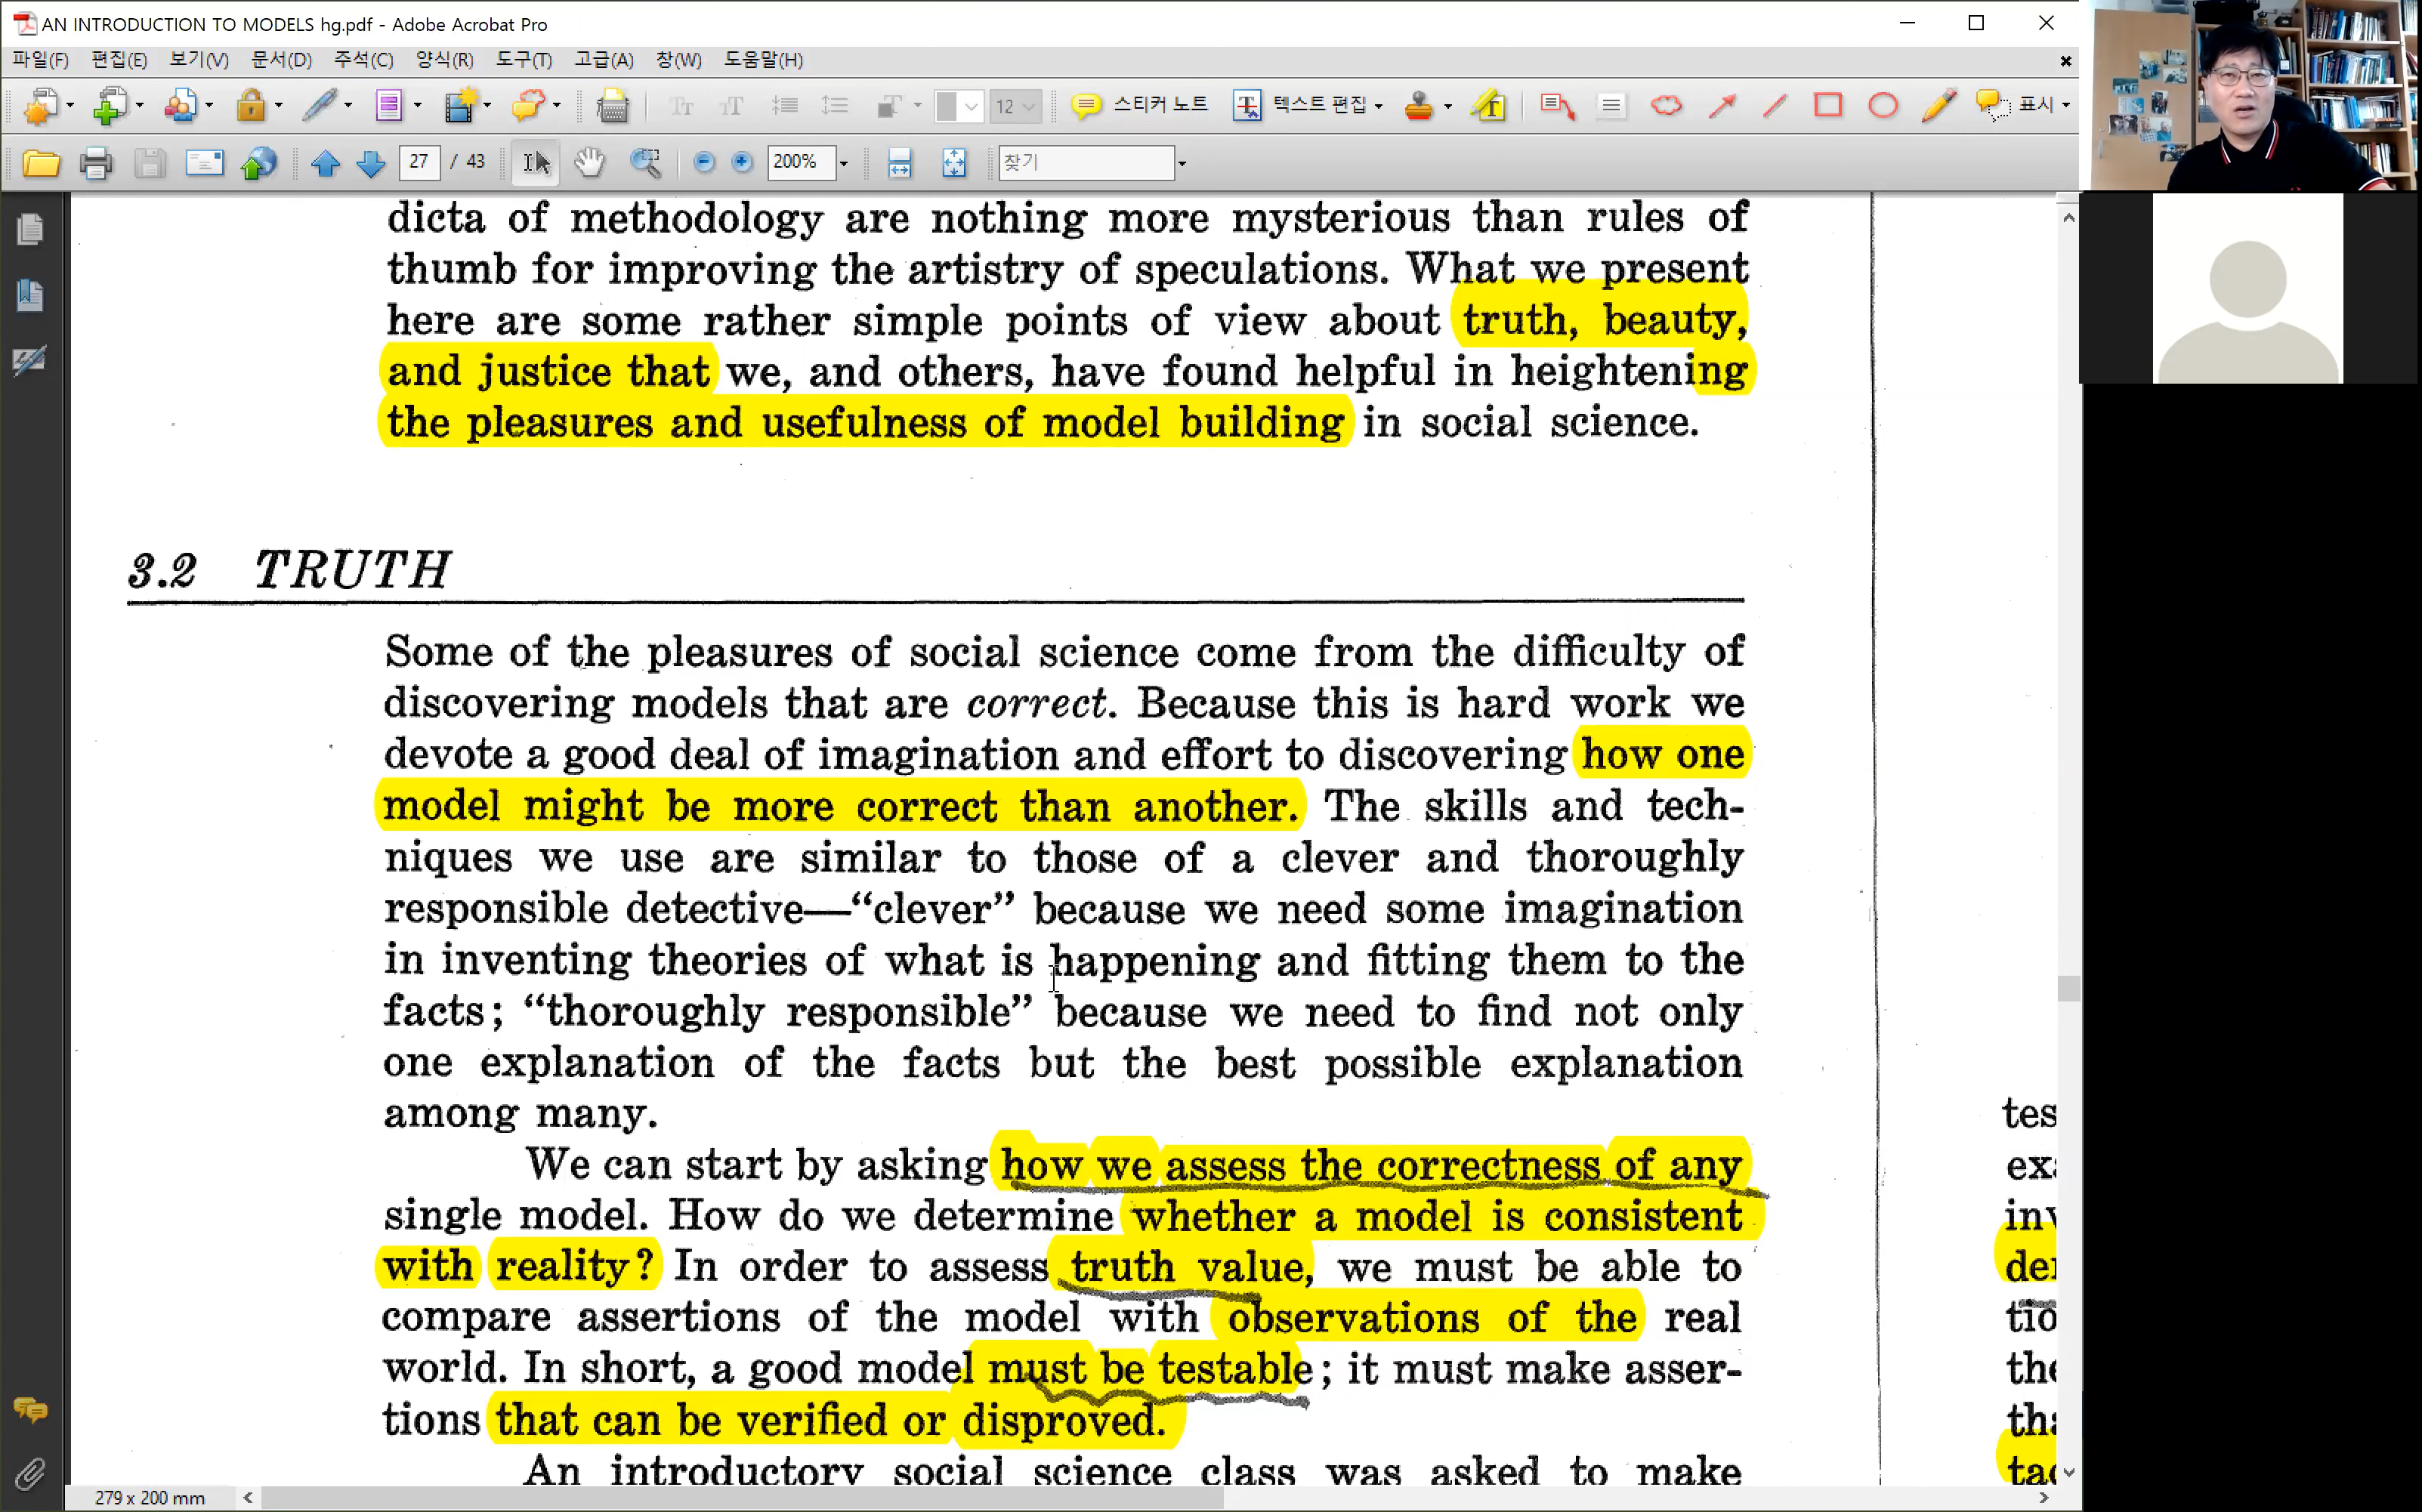 AN INTRODUCTION TO MODELS hg.pdf - Adobe Acrobat Pro
파일(F) 편집(E) 보기(V) 문서(D) 주석(C) 양식(R) 도구(T) 고급(A) 창(W) 도움말(H)
12 스티커 노트 텍스트 편집 표시
27 / 43 200% 찾기
dicta of methodology are nothing more mysterious than rules of
thumb for improving the artistry of speculations. What we present
here are some rather simple points of view about truth, beauty,
and justice that we, and others, have found helpful in heightening
the pleasures and usefulness of model building in social science.
3.2 TRUTH
Some of the pleasures of social science come from the difficulty of
discovering models that are correct. Because this is hard work we
devote a good deal of imagination and effort to discovering how one
model might be more correct than another. The skills and tech-
niques we use are similar to those of a clever and thoroughly
responsible detective—“clever” because we need some imagination
in inventing theories of what is happening and fitting them to the
facts; “thoroughly responsible” because we need to find not only
one explanation of the facts but the best possible explanation
among many.
We can start by asking how we assess the correctness of any
single model. How do we determine whether a model is consistent
with reality? In order to assess truth value, we must be able to
compare assertions of the model with observations of the real
world. In short, a good model must be testable; it must make asser-
tions that can be verified or disproved.
An introductory social science class was asked to make
tes
ex
in
de
tio
the
tha
tac
279 x 200 mm